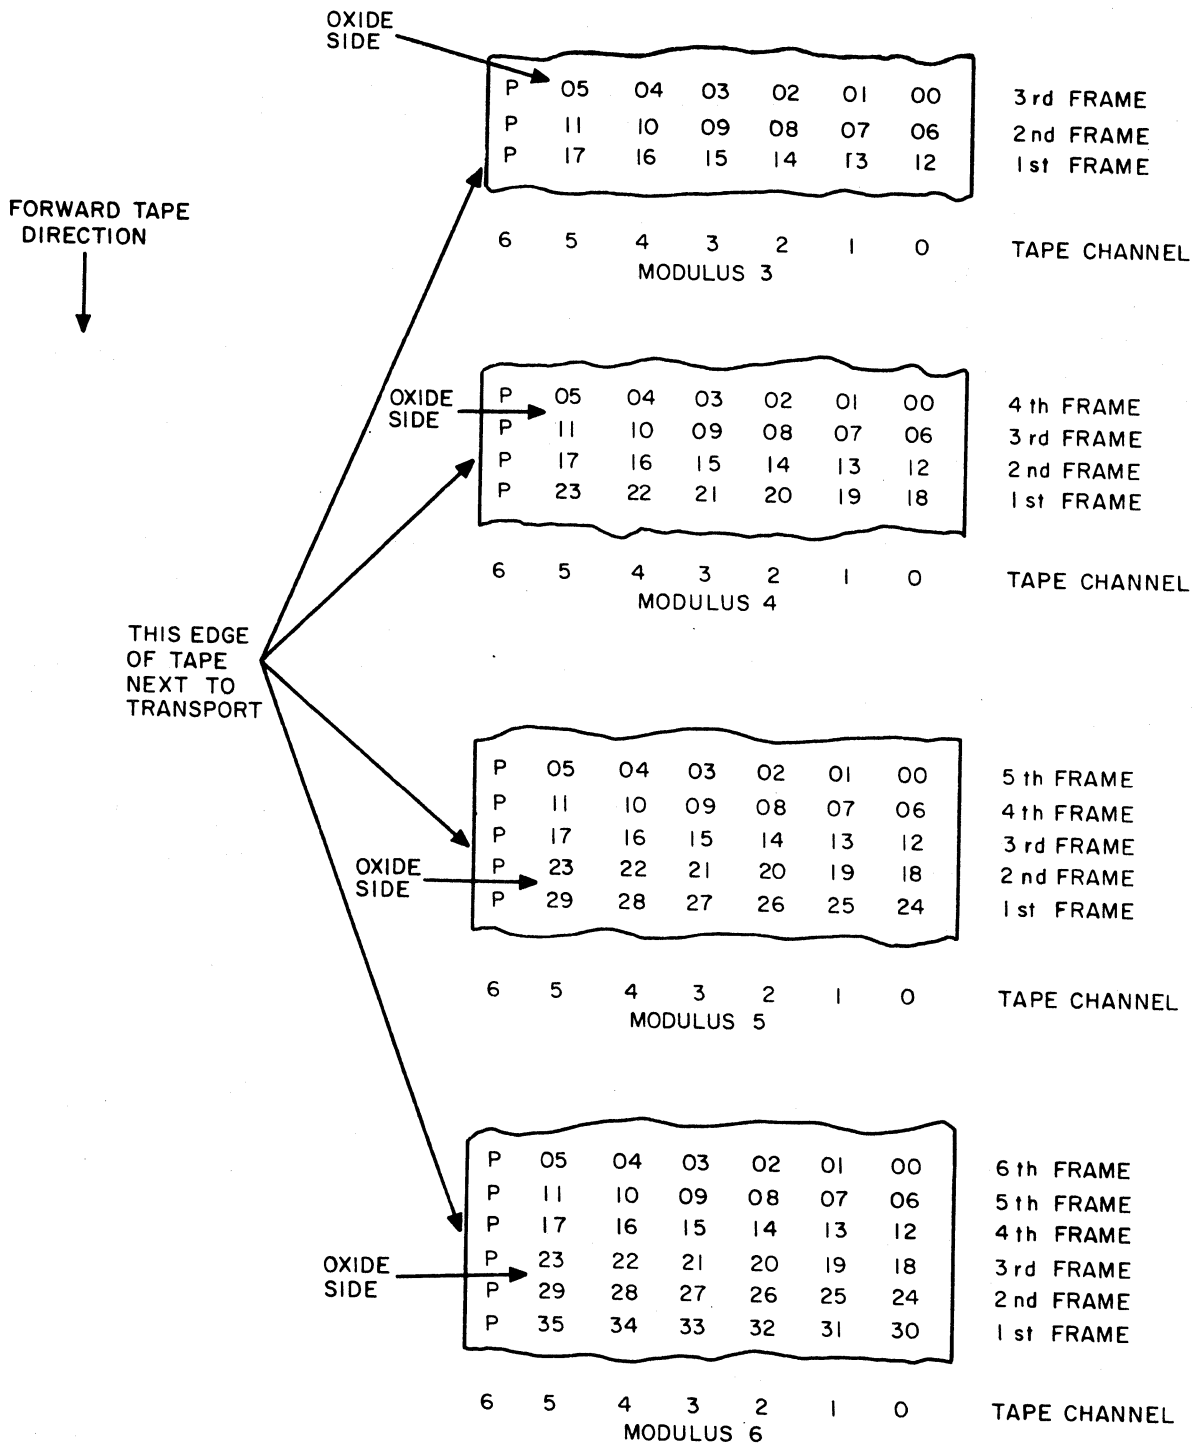 OXIDE
SIDE
P 05 04 03 02 01 00 3rd FRAME
P 11 10 09 08 07 06 2nd FRAME
P 17 16 15 14 13 12 1st FRAME
FORWARD TAPE
DIRECTION
6 5 4 3 2 1 0 TAPE CHANNEL
MODULUS 3
OXIDE
SIDE
P 05 04 03 02 01 00 4th FRAME
P 11 10 09 08 07 06 3rd FRAME
P 17 16 15 14 13 12 2nd FRAME
P 23 22 21 20 19 18 1st FRAME
6 5 4 3 2 1 0 TAPE CHANNEL
MODULUS 4
THIS EDGE
OF TAPE
NEXT TO
TRANSPORT
P 05 04 03 02 01 00 5th FRAME
P 11 10 09 08 07 06 4th FRAME
P 17 16 15 14 13 12 3rd FRAME
OXIDE
SIDE
P 23 22 21 20 19 18 2nd FRAME
P 29 28 27 26 25 24 1st FRAME
6 5 4 3 2 1 0 TAPE CHANNEL
MODULUS 5
P 05 04 03 02 01 00 6th FRAME
P 11 10 09 08 07 06 5th FRAME
P 17 16 15 14 13 12 4th FRAME
OXIDE
SIDE
P 23 22 21 20 19 18 3rd FRAME
P 29 28 27 26 25 24 2nd FRAME
P 35 34 33 32 31 30 1st FRAME
6 5 4 3 2 1 0 TAPE CHANNEL
MODULUS 6